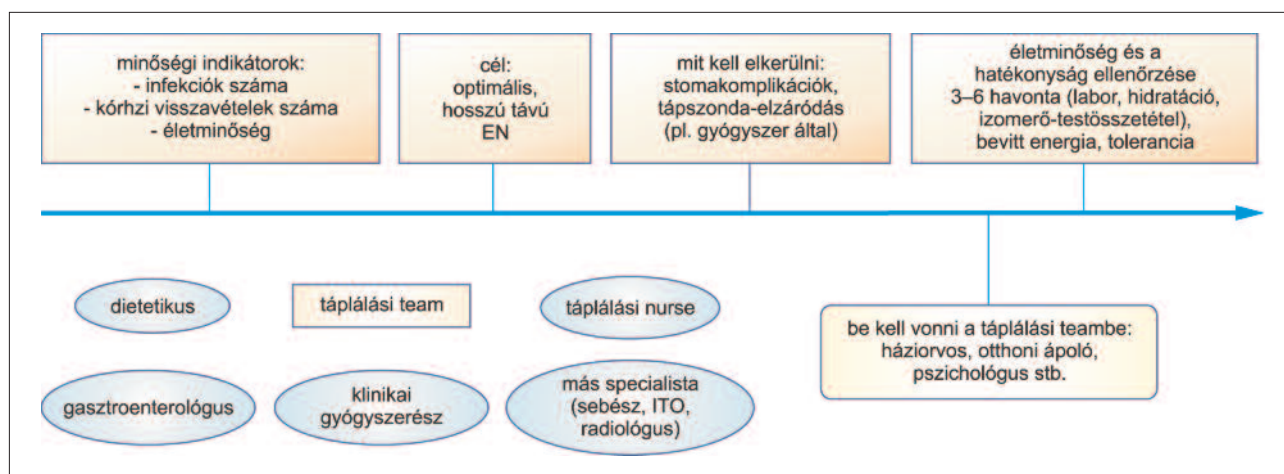 minőségi indikátorok:
- infekciók száma
- kórhzi visszavételek száma
- életminőség
cél:
optimális,
hosszú távú
EN
mit kell elkerülni:
stomakomplikációk,
tápszonda-elzáródás
(pl. gyógyszer által)
életminőség és a
hatékonyság ellenőrzése
3–6 havonta (labor, hidratáció,
izomerő-testösszetétel),
bevitt energia, tolerancia
dietetikus
táplálási team
táplálási nurse
gasztroenterológus
klinikai
gyógyszerész
más specialista
(sebész, ITO,
radiológus)
be kell vonni a táplálási teambe:
háziorvos, otthoni ápoló,
pszichológus stb.